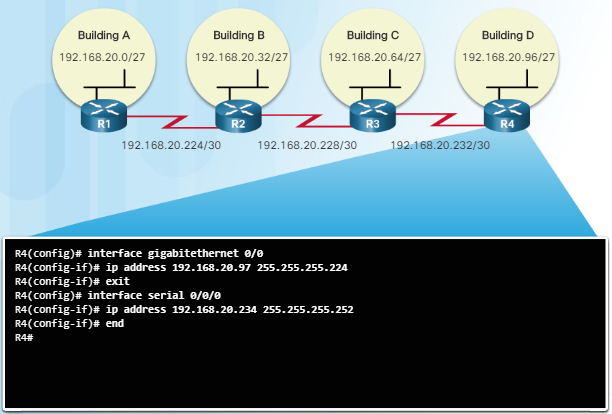 Building A
Building B
Building C
Building D
192.168.20.0/27
192.168.20.32/27
192.168.20.64/27
192.168.20.96/27
R1
R2
R3
R4
192.168.20.224/30
192.168.20.228/30
192.168.20.232/30
R4(config)# interface gigabitethernet 0/0
R4(config-if)# ip address 192.168.20.97 255.255.255.224
R4(config-if)# exit
R4(config)# interface serial 0/0/0
R4(config-if)# ip address 192.168.20.234 255.255.255.252
R4(config-if)# end
R4#